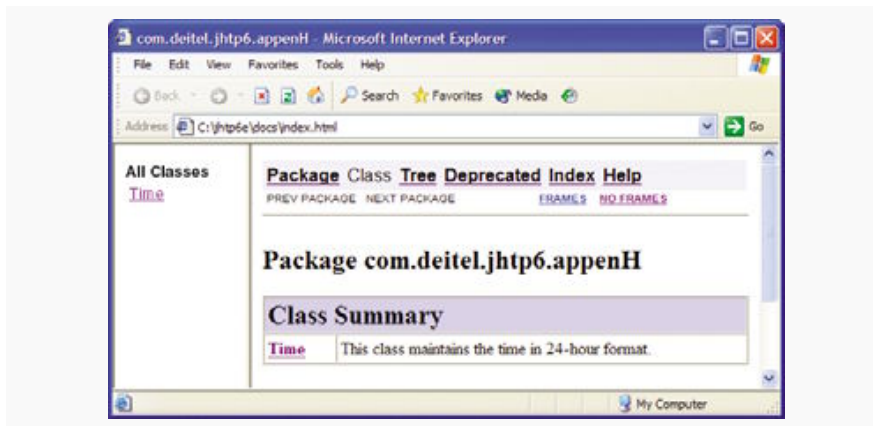 com.deitel.jhtp6.appenH - Microsoft Internet Explorer
File Edit View Favorites Tools Help
Back Search Favorites Media
Address C:\jhtp6e\docs\index.html Go
All Classes
Time
Package Class Tree Deprecated Index Help
PREV PACKAGE NEXT PACKAGE FRAMES NO FRAMES
Package com.deitel.jhtp6.appenH
Class Summary
Time This class maintains the time in 24-hour format.
My Computer